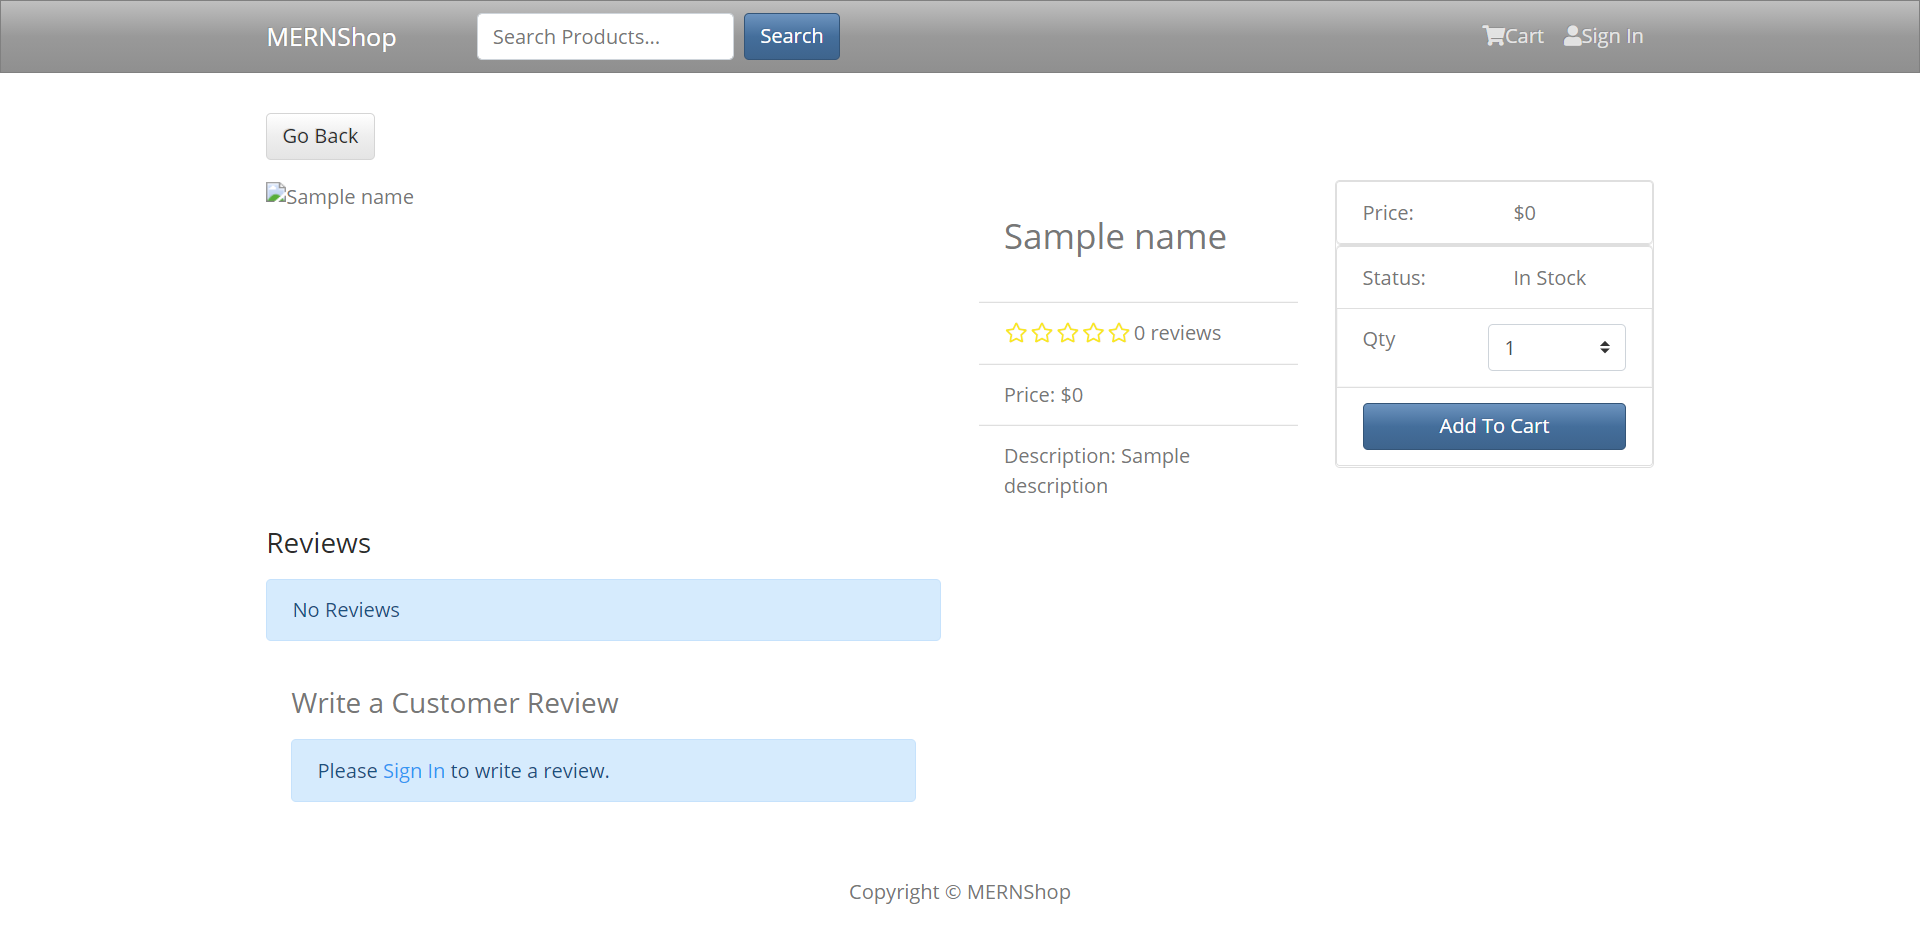 MERNShop
Search Products...
Search
Cart
Sign In
Go Back
Sample name
Sample name
0 reviews
Price: $0
Description: Sample
description
Price: $0
Status: In Stock
Qty 1
Add To Cart
Reviews
No Reviews
Write a Customer Review
Please Sign In to write a review.
Copyright © MERNShop